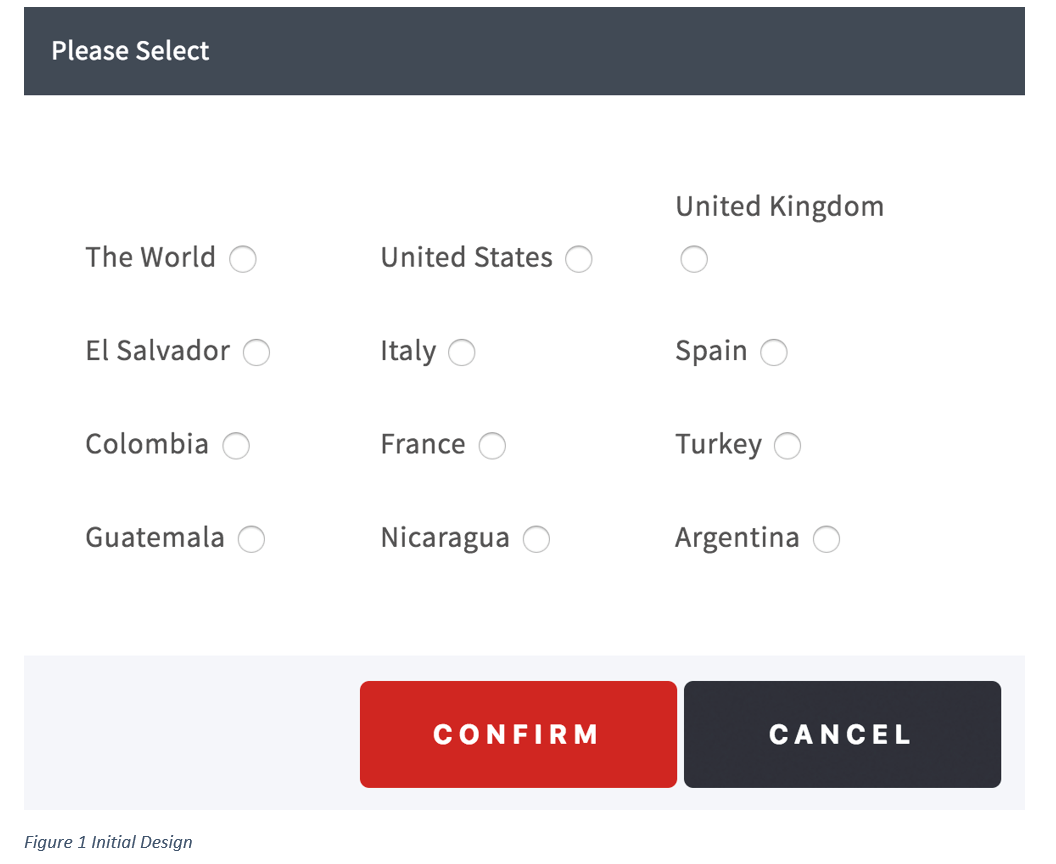 Please Select
United Kingdom
The World United States
El Salvador Italy Spain
Colombia France Turkey
Guatemala Nicaragua Argentina
CONFIRM CANCEL
Figure 1 Initial Design